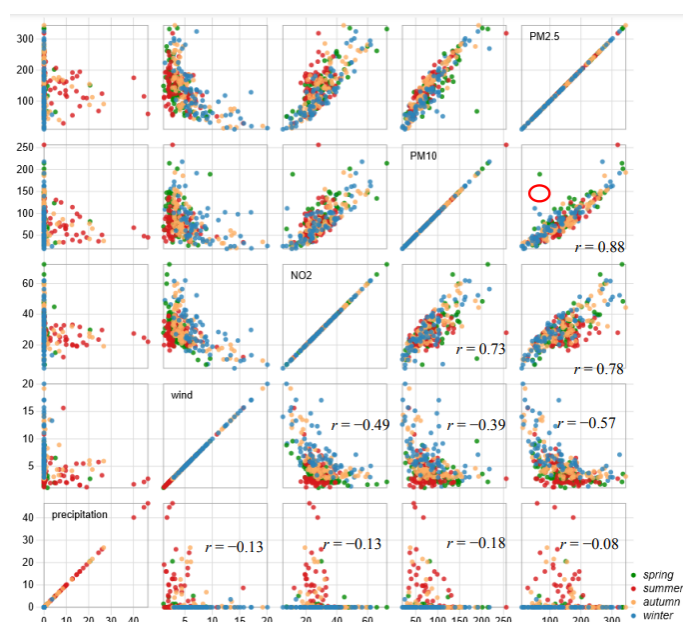 PM2.5
300
200
100
250
PM10
200
150
100
50
r = 0.88
NO2
60
40
20
r = 0.73
r = 0.78
20
wind
15
10
5
r = −0.49
r = −0.39
r = −0.57
precipitation
40
30
20
10
0
r = −0.13
r = −0.13
r = −0.18
r = −0.08
spring
summer
autumn
winter
0 10 20 30 40 5 10 15 20 20 40 60 50 100 150 200 250 100 200 300